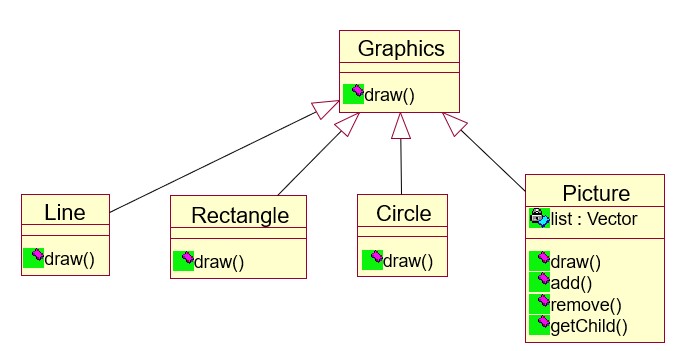 Graphics
draw()
Line
draw()
Rectangle
draw()
Circle
draw()
Picture
list : Vector
draw()
add()
remove()
getChild()